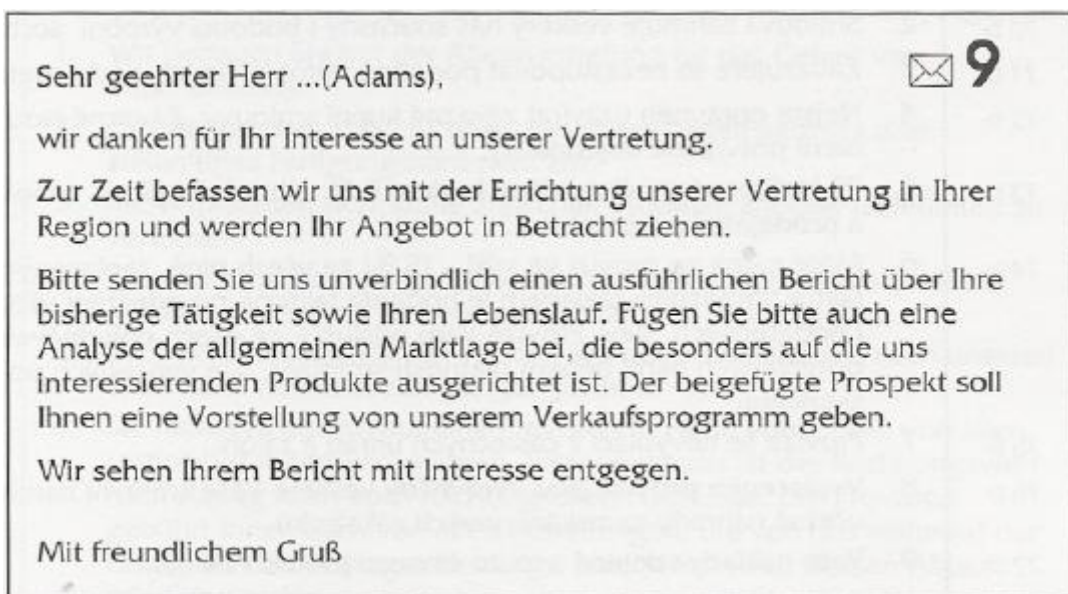 Sehr geehrter Herr ...(Adams),
9
wir danken für Ihr Interesse an unserer Vertretung.
Zur Zeit befassen wir uns mit der Errichtung unserer Vertretung in Ihrer
Region und werden Ihr Angebot in Betracht ziehen.
Bitte senden Sie uns unverbindlich einen ausführlichen Bericht über Ihre
bisherige Tätigkeit sowie Ihren Lebenslauf. Fügen Sie bitte auch eine
Analyse der allgemeinen Marktlage bei, die besonders auf die uns
interessierenden Produkte ausgerichtet ist. Der beigefügte Prospekt soll
Ihnen eine Vorstellung von unserem Verkaufsprogramm geben.
Wir sehen Ihrem Bericht mit Interesse entgegen.
Mit freundlichem Gruß